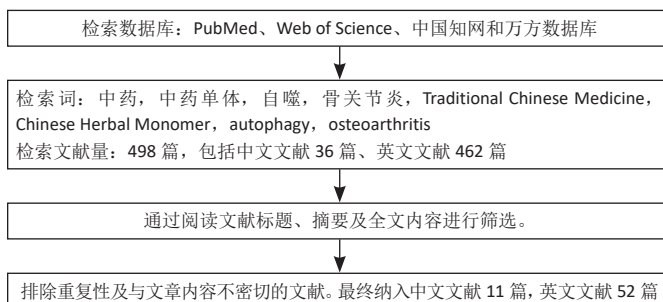 检索数据库：PubMed、Web of Science、中国知网和万方数据库
检索词：中药，中药单体，自噬，骨关节炎，Traditional Chinese Medicine，
Chinese Herbal Monomer，autophagy，osteoarthritis
检索文献量：498 篇，包括中文文献 36 篇、英文文献 462 篇
通过阅读文献标题、摘要及全文内容进行筛选。
排除重复性及与文章内容不密切的文献。最终纳入中文文献 11 篇，英文文献 52 篇